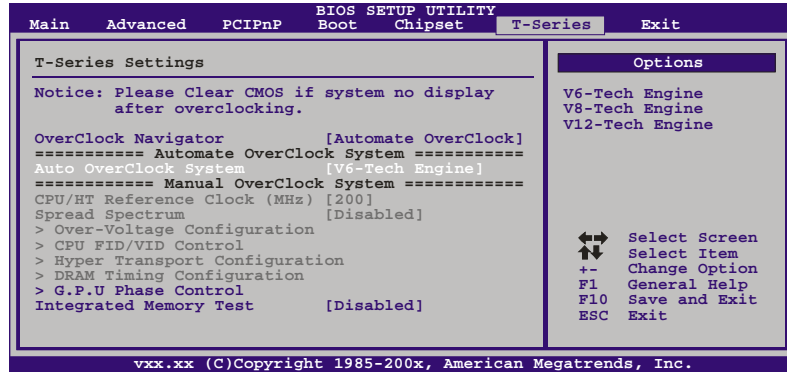 BIOS SETUP UTILITY
Main Advanced PCIPnP Boot Chipset T-Series Exit
T-Series Settings
Notice: Please Clear CMOS if system no display
after overclocking.
OverClock Navigator [Automate OverClock]
=========== Automate OverClock System ===========
Auto OverClock System [V6-Tech Engine]
============ Manual OverClock System ============
CPU/HT Reference Clock (MHz) [200]
Spread Spectrum [Disabled]
> Over-Voltage Configuration
> CPU FID/VID Control
> Hyper Transport Configuration
> DRAM Timing Configuration
> G.P.U Phase Control
Integrated Memory Test [Disabled]
Options
V6-Tech Engine
V8-Tech Engine
V12-Tech Engine
Select Screen
Select Item
+- Change Option
F1 General Help
F10 Save and Exit
ESC Exit
vxx.xx (C)Copyright 1985-200x, American Megatrends, Inc.